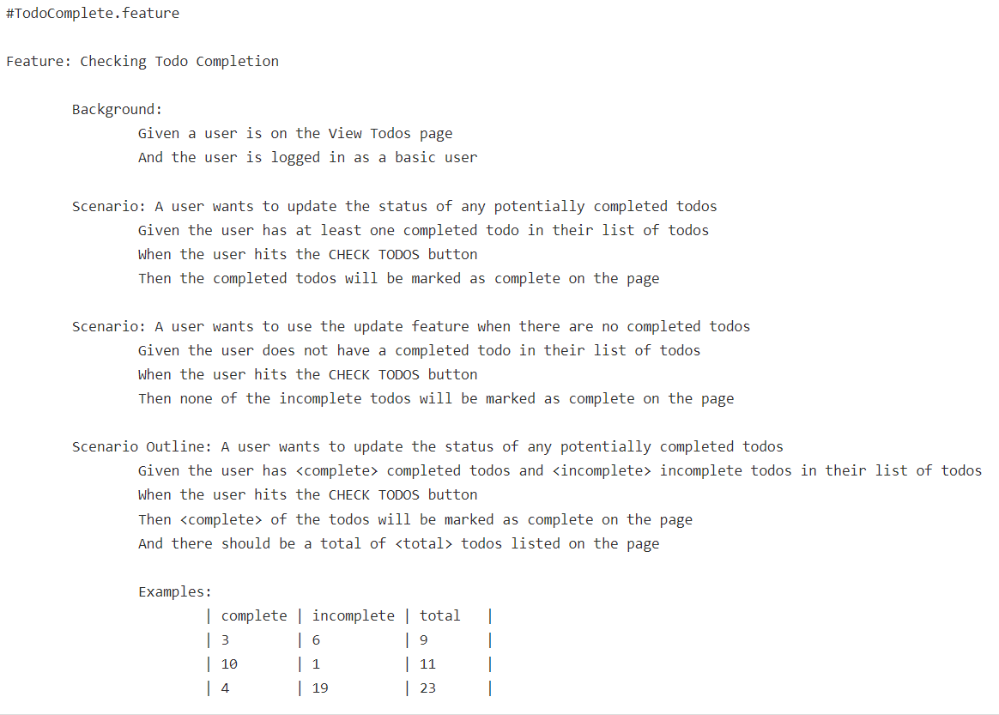 #TodoComplete.feature
Feature: Checking Todo Completion
Background:
Given a user is on the View Todos page
And the user is logged in as a basic user
Scenario: A user wants to update the status of any potentially completed todos
Given the user has at least one completed todo in their list of todos
When the user hits the CHECK TODOS button
Then the completed todos will be marked as complete on the page
Scenario: A user wants to use the update feature when there are no completed todos
Given the user does not have a completed todo in their list of todos
When the user hits the CHECK TODOS button
Then none of the incomplete todos will be marked as complete on the page
Scenario Outline: A user wants to update the status of any potentially completed todos
Given the user has <complete> completed todos and <incomplete> incomplete todos in their list of todos
When the user hits the CHECK TODOS button
Then <complete> of the todos will be marked as complete on the page
And there should be a total of <total> todos listed on the page
Examples:
| complete | incomplete | total |
| 3 | 6 | 9 |
| 10 | 1 | 11 |
| 4 | 19 | 23 |